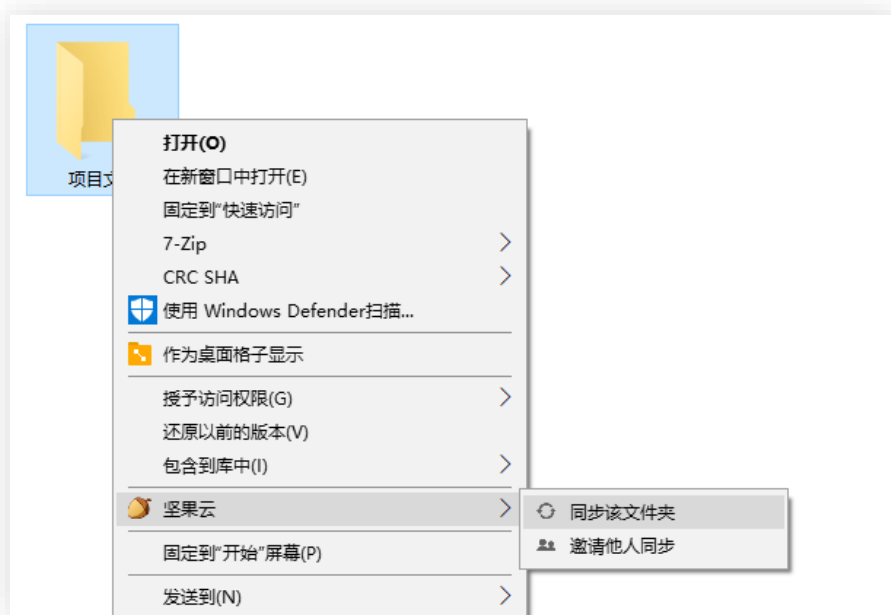 项目文
打开(O)
在新窗口中打开(E)
固定到"快速访问"
7-Zip
CRC SHA
使用 Windows Defender扫描...
作为桌面格子显示
授予访问权限(G)
还原以前的版本(V)
包含到库中(I)
坚果云
同步该文件夹
邀请他人同步
固定到"开始"屏幕(P)
发送到(N)